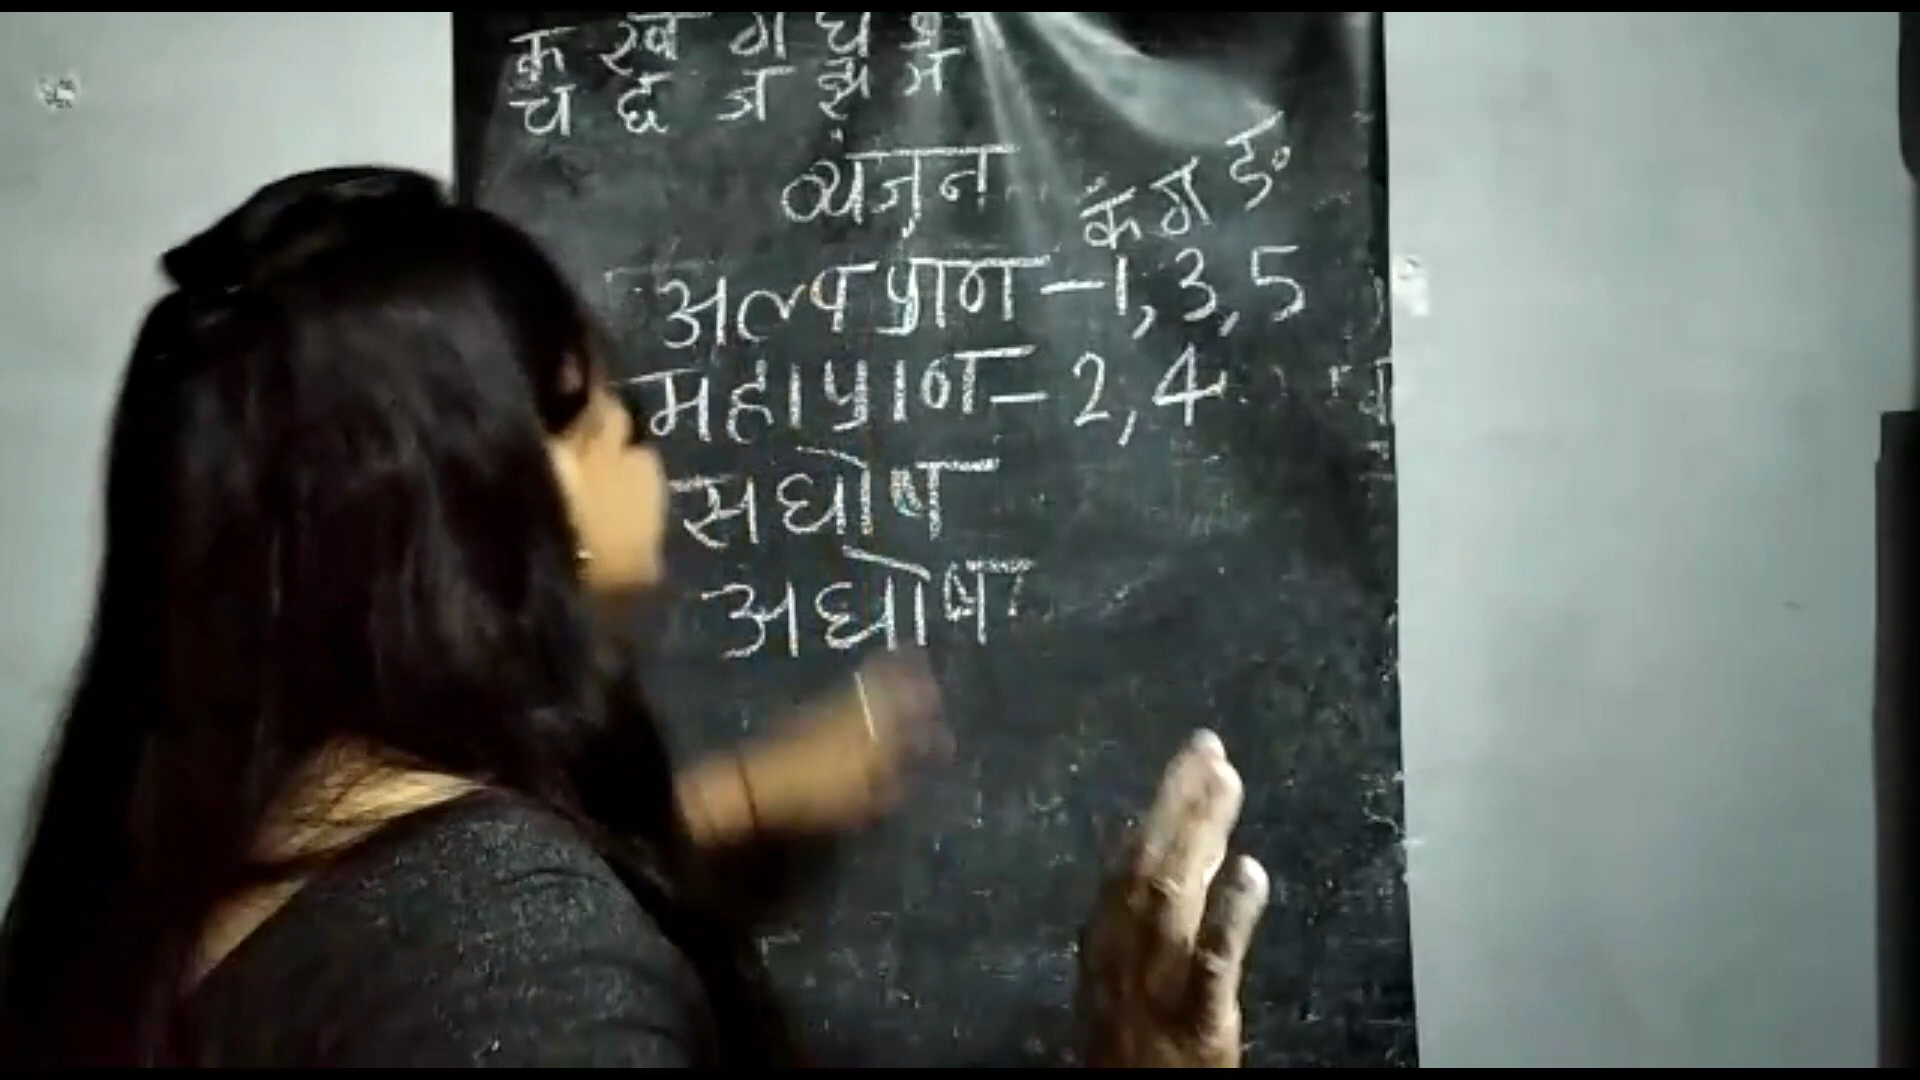 क ख ग घ ङ
च छ ज झ ञ
व्यंजन
क ग ङ
अल्पप्रान - 1, 3, 5
महाप्रान - 2, 4
सघोष
अघोष